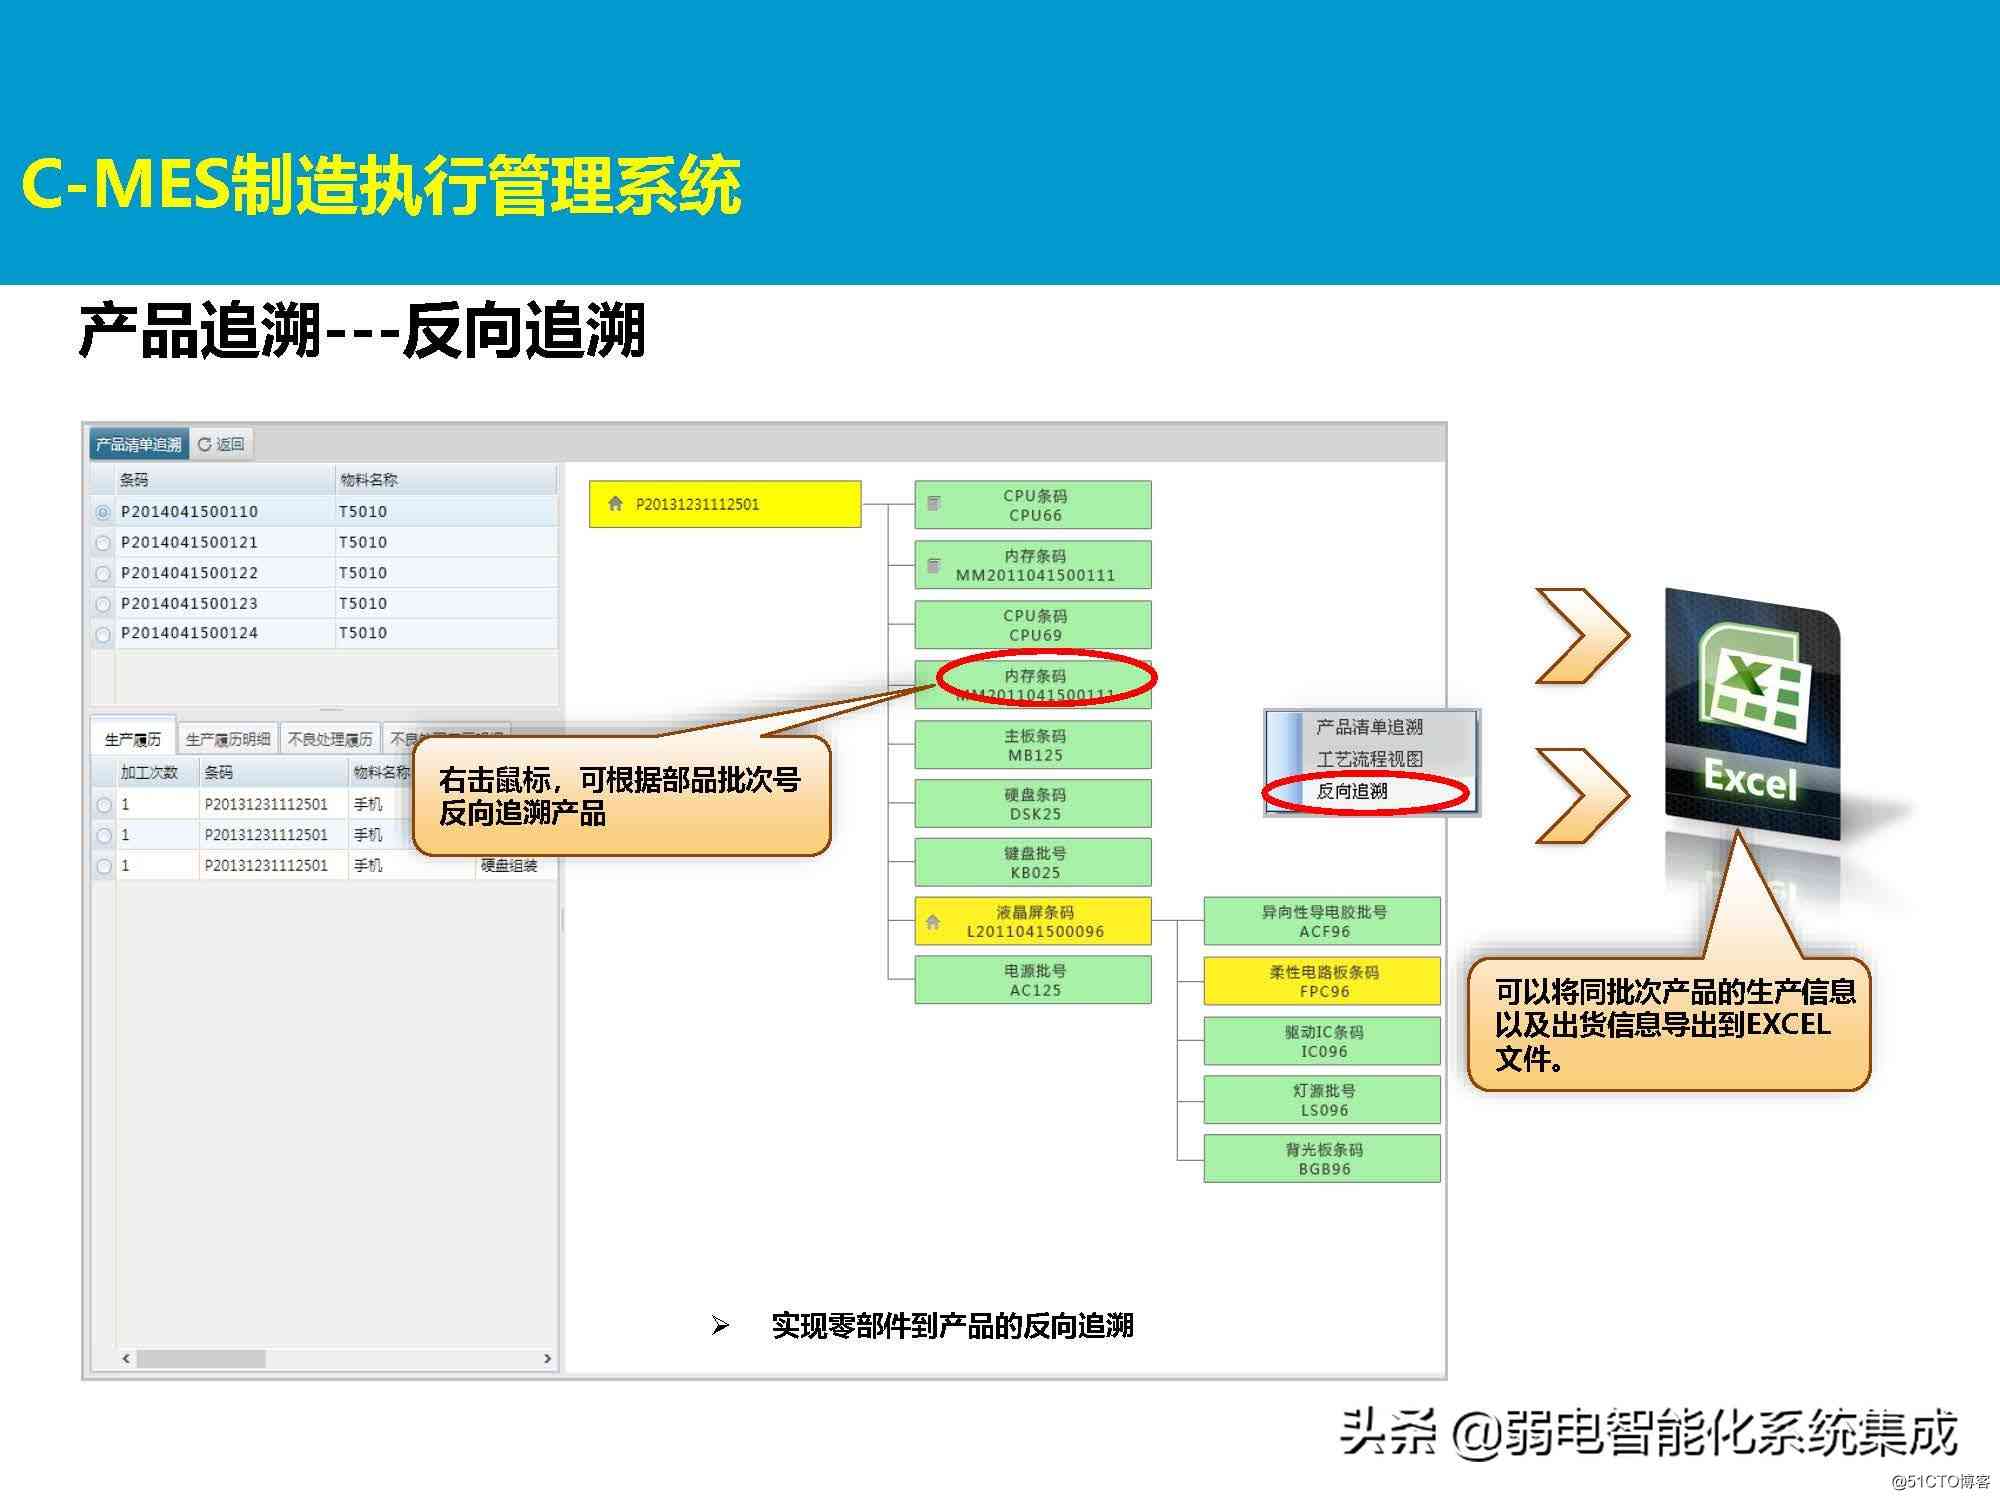 C-MES制造执行管理系统
产品追溯---反向追溯
产品清单追溯 返回
条码 物料名称
P2014041500110 T5010
P2014041500121 T5010
P2014041500122 T5010
P2014041500123 T5010
P2014041500124 T5010
生产履历 生产履历明细 不良处理履历
加工次数 条码 物料名称
1 P20131231112501 手机
1 P20131231112501 手机
1 P20131231112501 手机 硬盘组装
右击鼠标，可根据部品批次号
反向追溯产品
P20131231112501
CPU条码
CPU66
内存条码
MM2011041500111
CPU条码
CPU69
内存条码
MM2011041500111
主板条码
MB125
硬盘条码
DSK25
键盘批号
KB025
液晶屏条码
L2011041500096
电源批号
AC125
异向性导电胶批号
ACF96
柔性电路板条码
FPC96
驱动IC条码
IC096
灯源批号
LS096
背光板条码
BGB96
产品清单追溯
工艺流程视图
反向追溯
Excel
可以将同批次产品的生产信息
以及出货信息导出到EXCEL
文件。
➢ 实现零部件到产品的反向追溯
头条 @弱电智能化系统集成
@51CTO博客